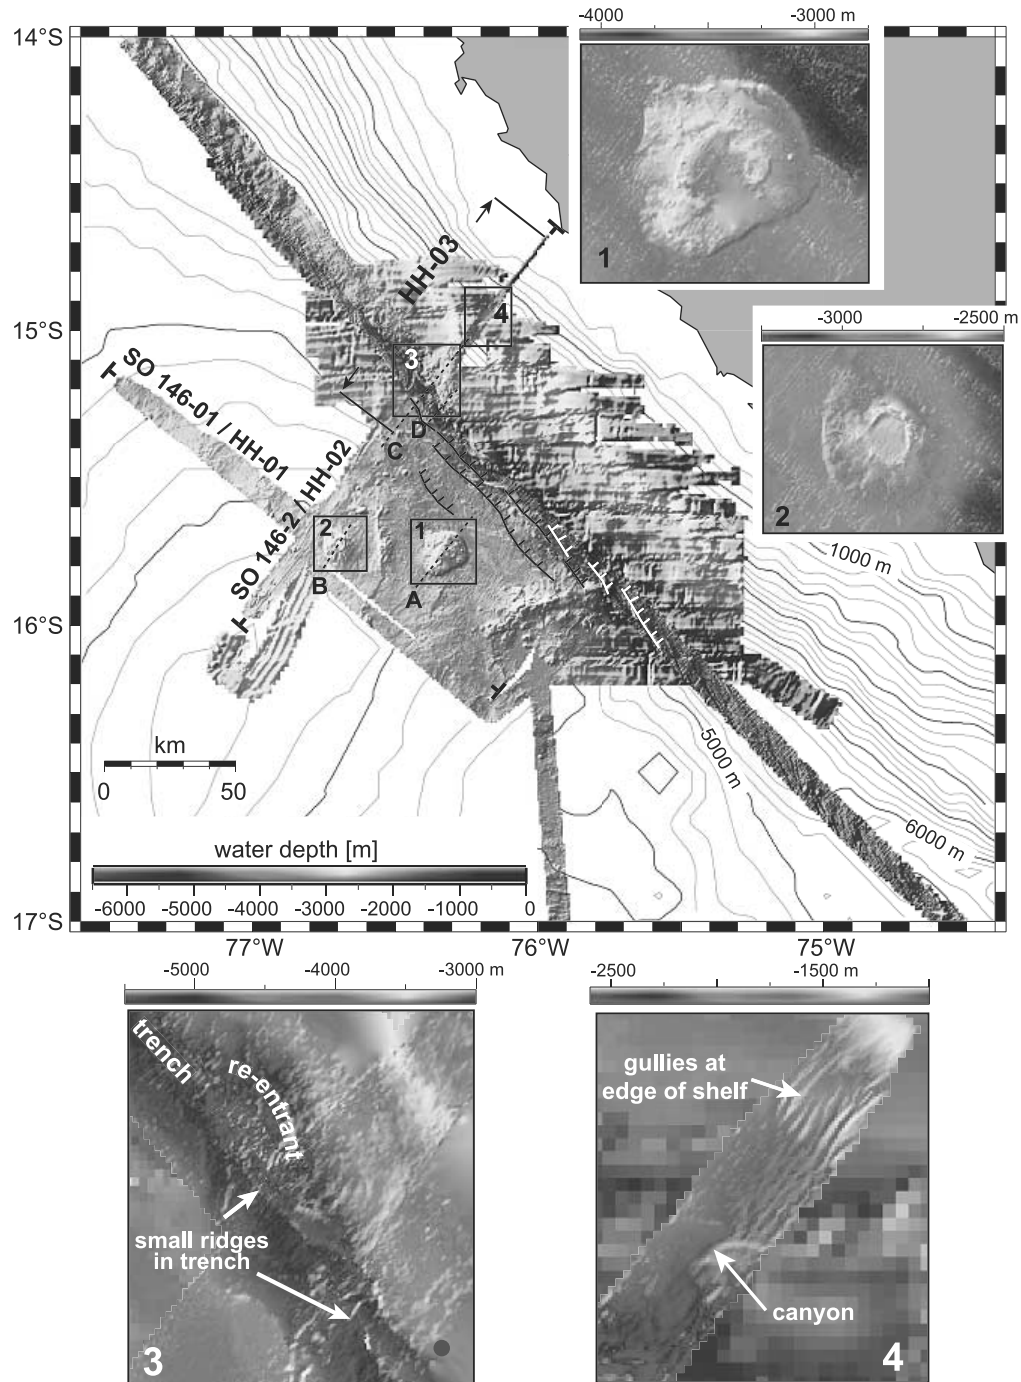 -4000 -3000 m
14°S
1
-3000 -2500 m
2
HH-03
4
15°S
3
SO 146-01 / HH-01
SO 146-2 / HH-02
C
D
2
1
B
A
1000 m
16°S
5000 m
6000 m
km
0 50
water depth [m]
-6000 -5000 -4000 -3000 -2000 -1000 0
17°S
77°W 76°W 75°W
-5000 -4000 -3000 m
trench
re-entrant
small ridges
in trench
3
-2500 -1500 m
gullies at
edge of shelf
canyon
4